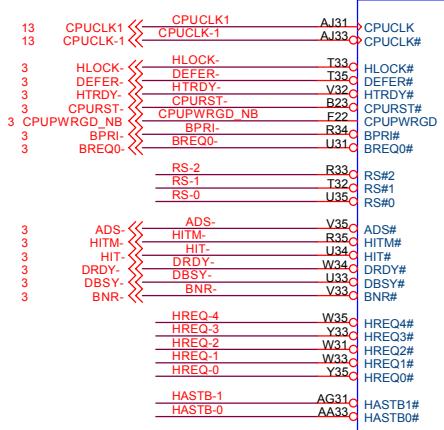 13 CPUCLK1 CPUCLK1 AJ31 CPUCLK
13 CPUCLK-1 CPUCLK-1 AJ33 CPUCLK#
3 HLOCK- HLOCK- T33 HLOCK#
3 DEFER- DEFER- T35 DEFER#
3 HTRDY- HTRDY- V32 HTRDY#
3 CPURST- CPURST- B23 CPURST#
3 CPUPWRGD_NB CPUPWRGD_NB F22 CPUPWRGD
3 BPRI- BPRI- R34 BPRI#
3 BREQ0- BREQ0- U31 BREQ0#
RS-2 R33 RS#2
RS-1 T32 RS#1
RS-0 U35 RS#0
3 ADS- ADS- V35 ADS#
3 HITM- HITM- R35 HITM#
3 HIT- HIT- U34 HIT#
3 DRDY- DRDY- W34 DRDY#
3 DBSY- DBSY- U33 DBSY#
3 BNR- BNR- V33 BNR#
HREQ-4 W35 HREQ4#
HREQ-3 Y33 HREQ3#
HREQ-2 W31 HREQ2#
HREQ-1 W33 HREQ1#
HREQ-0 Y35 HREQ0#
HASTB-1 AG31 HASTB1#
HASTB-0 AA33 HASTB0#